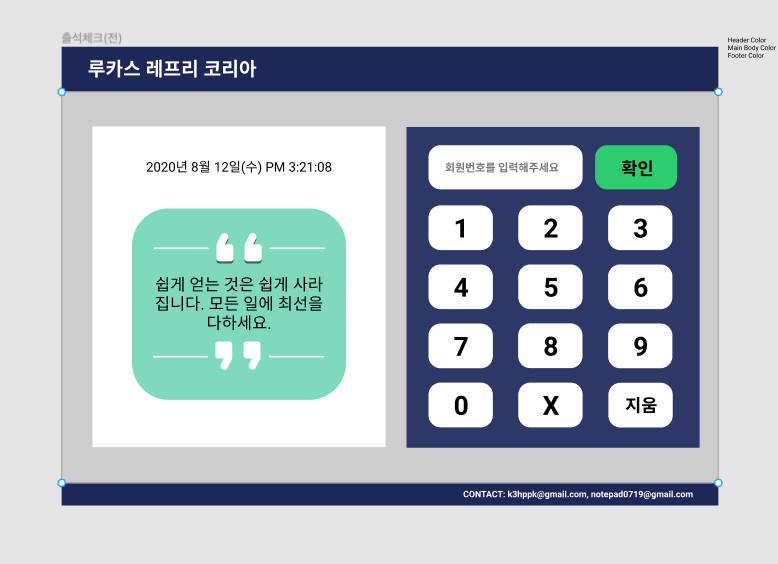 출석체크(전)
Header Color
Main Body Color
Footer Color
루카스 레프리 코리아
2020년 8월 12일(수) PM 3:21:08
쉽게 얻는 것은 쉽게 사라
집니다. 모든 일에 최선을
다하세요.
회원번호를 입력해주세요 확인
1 2 3
4 5 6
7 8 9
0 X 지움
CONTACT: k3hppk@gmail.com, notepad0719@gmail.com